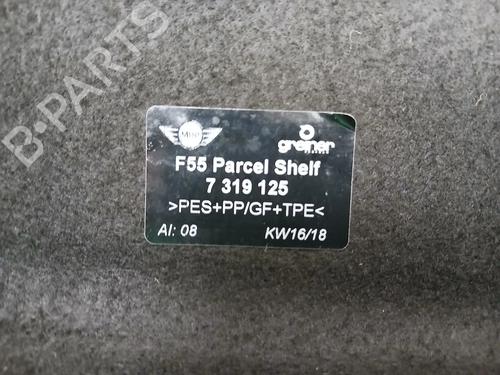 B-PARTS
MINI
greiner
F55 Parcel Shelf
7 319 125
>PES+PP/GF+TPE<
AI: 08
KW16/18